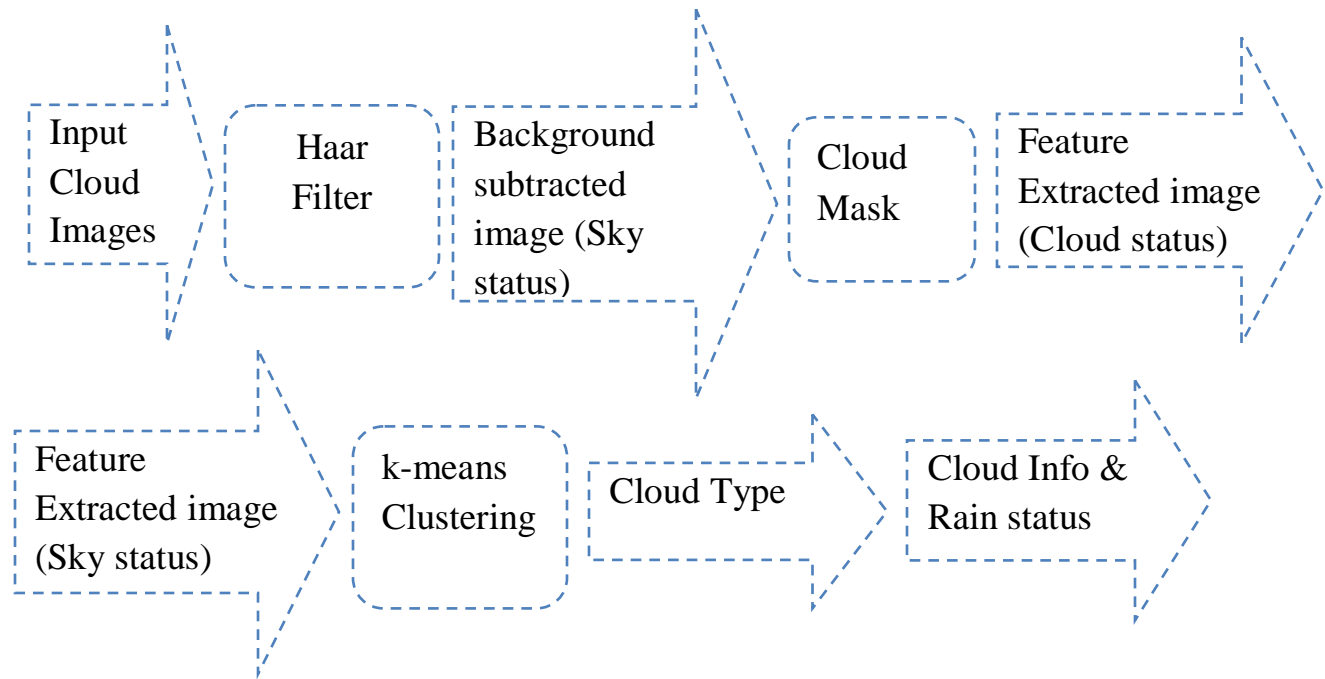 Input
Cloud
Images
Haar
Filter
Background
subtracted
image (Sky
status)
Cloud
Mask
Feature
Extracted image
(Cloud status)
Feature
Extracted image
(Sky status)
k-means
Clustering
Cloud Type
Cloud Info &
Rain status